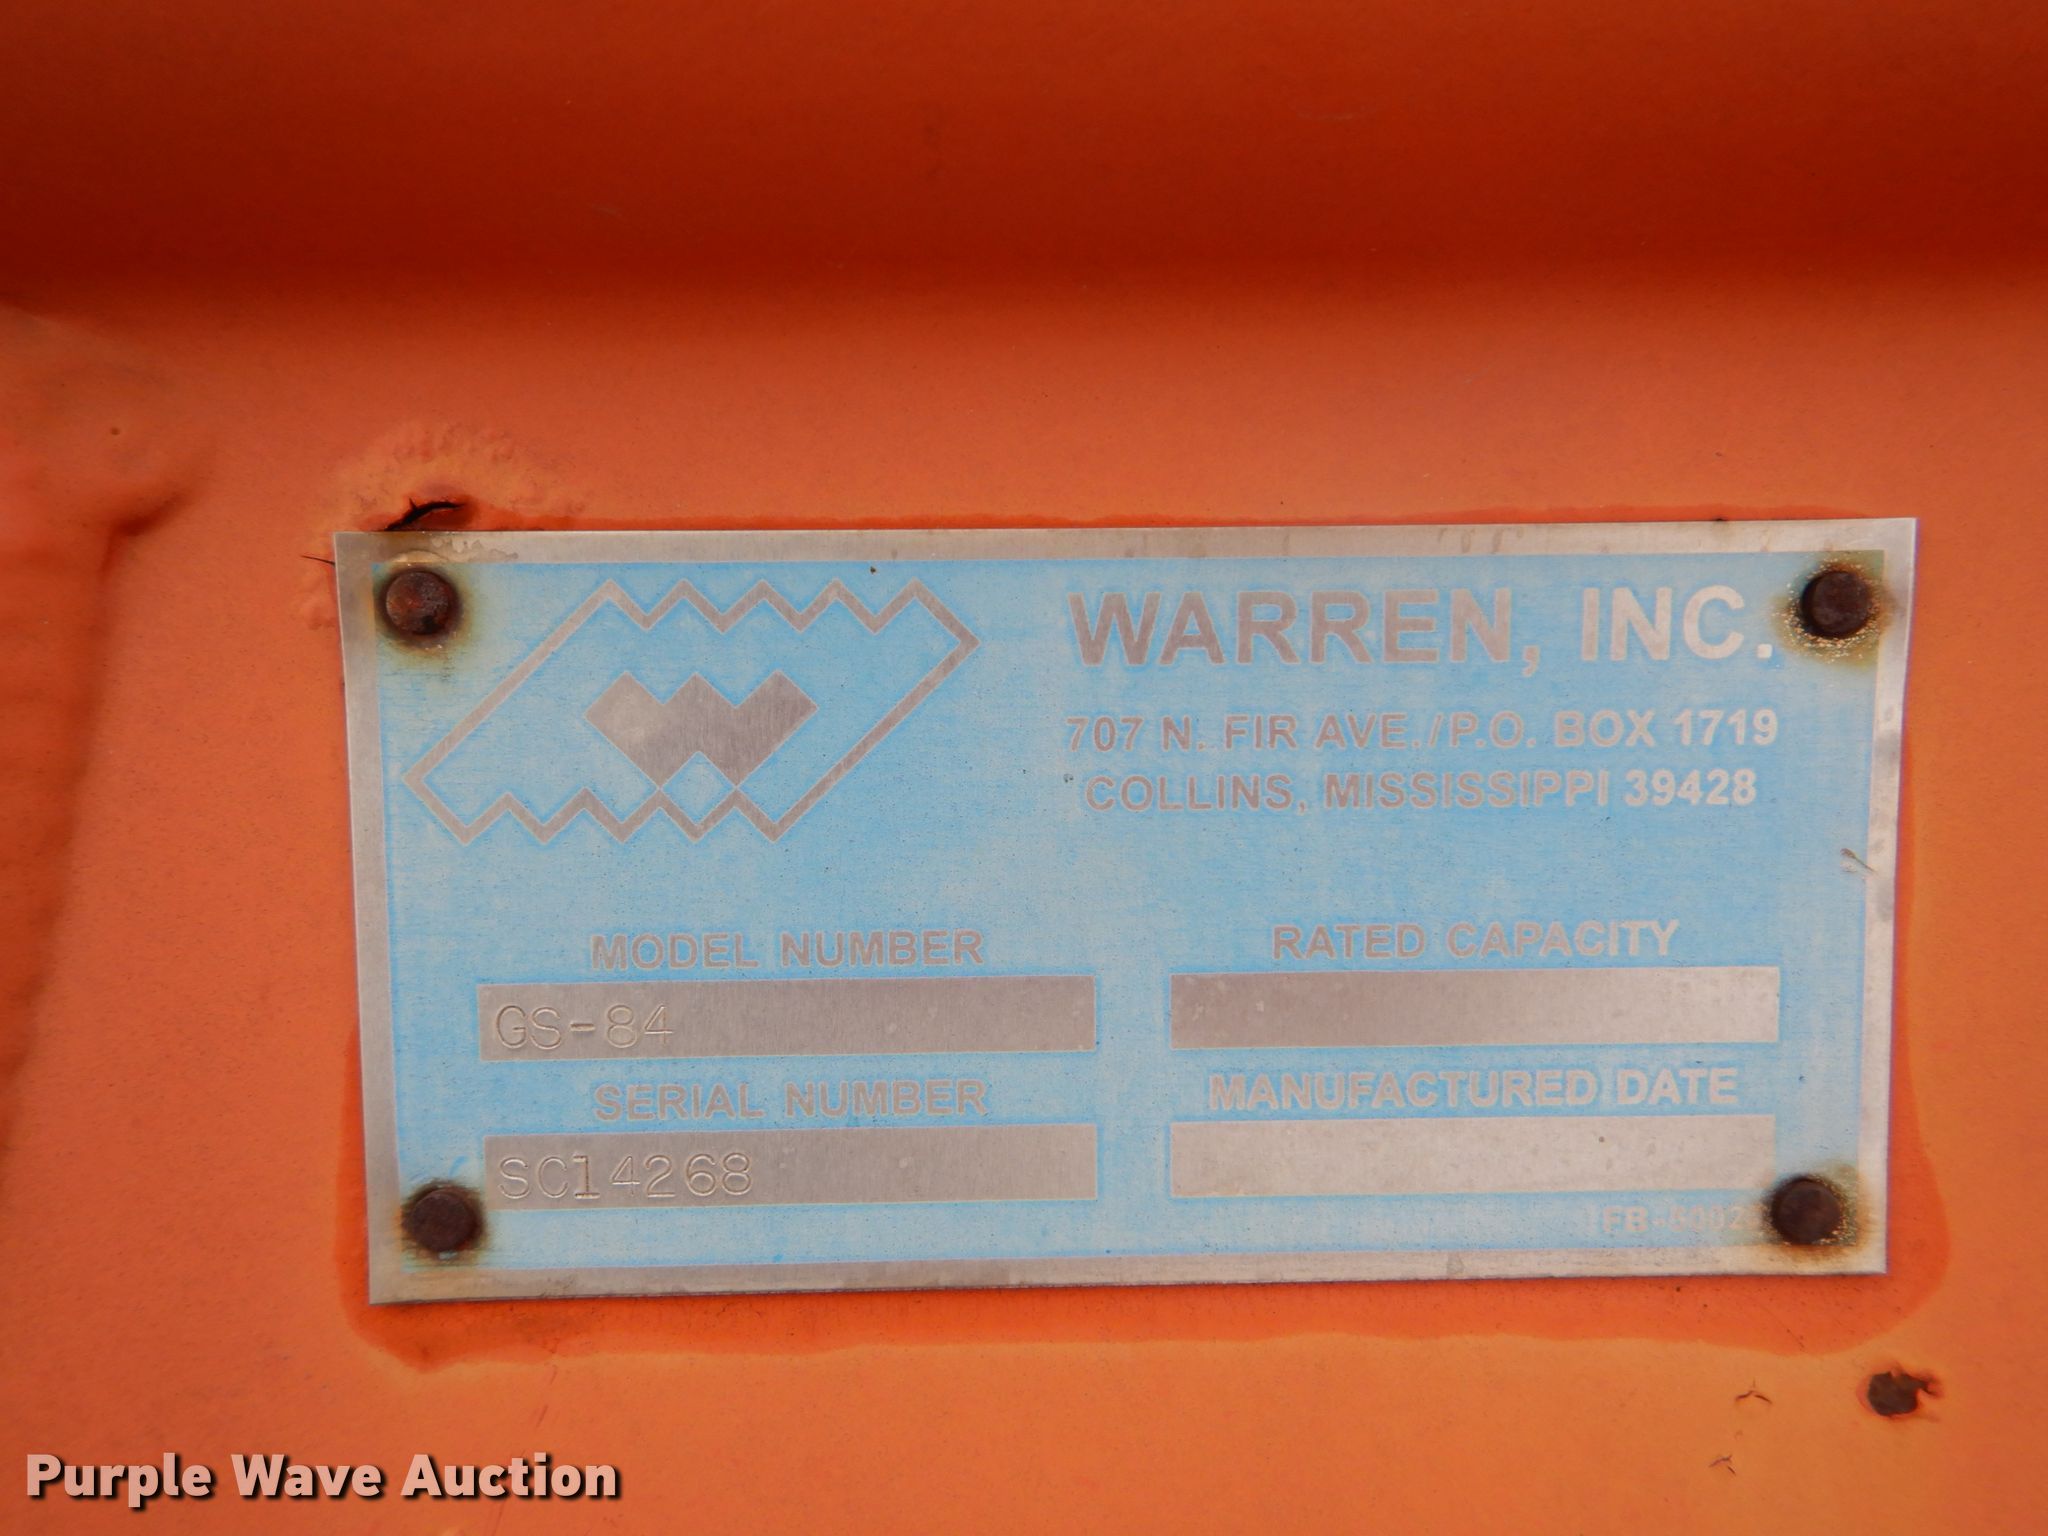 WARREN, INC.
707 N. FIR AVE./P.O. BOX 1719
COLLINS, MISSISSIPPI 39428
MODEL NUMBER
GS-84
RATED CAPACITY
SERIAL NUMBER
SC14268
MANUFACTURED DATE
Purple Wave Auction